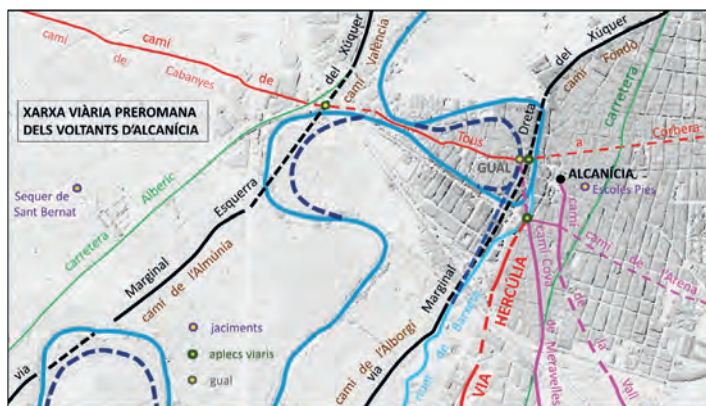 camí de Tous a Corbera
camí de Cabanyes
XARXA VIÀRIA PREROMANA
DELS VOLTANTS D'ALCANÍCIA
via Marginal Esquerra del Xúquer
camí València
camí de l'Almúnia
carretera Alberic
Sequer de
Sant Bernat
via Marginal Dreta del Xúquer
camí Fondo
camí de l'Alborgí
carretera
GUAL
ALCANÍCIA
Escoles Pies
camí de l'Arena
camí Cova de Meravelles
camí de la Vall
VIA HERCÚLIA
riuet de
jaciments
aplecs viaris
gual